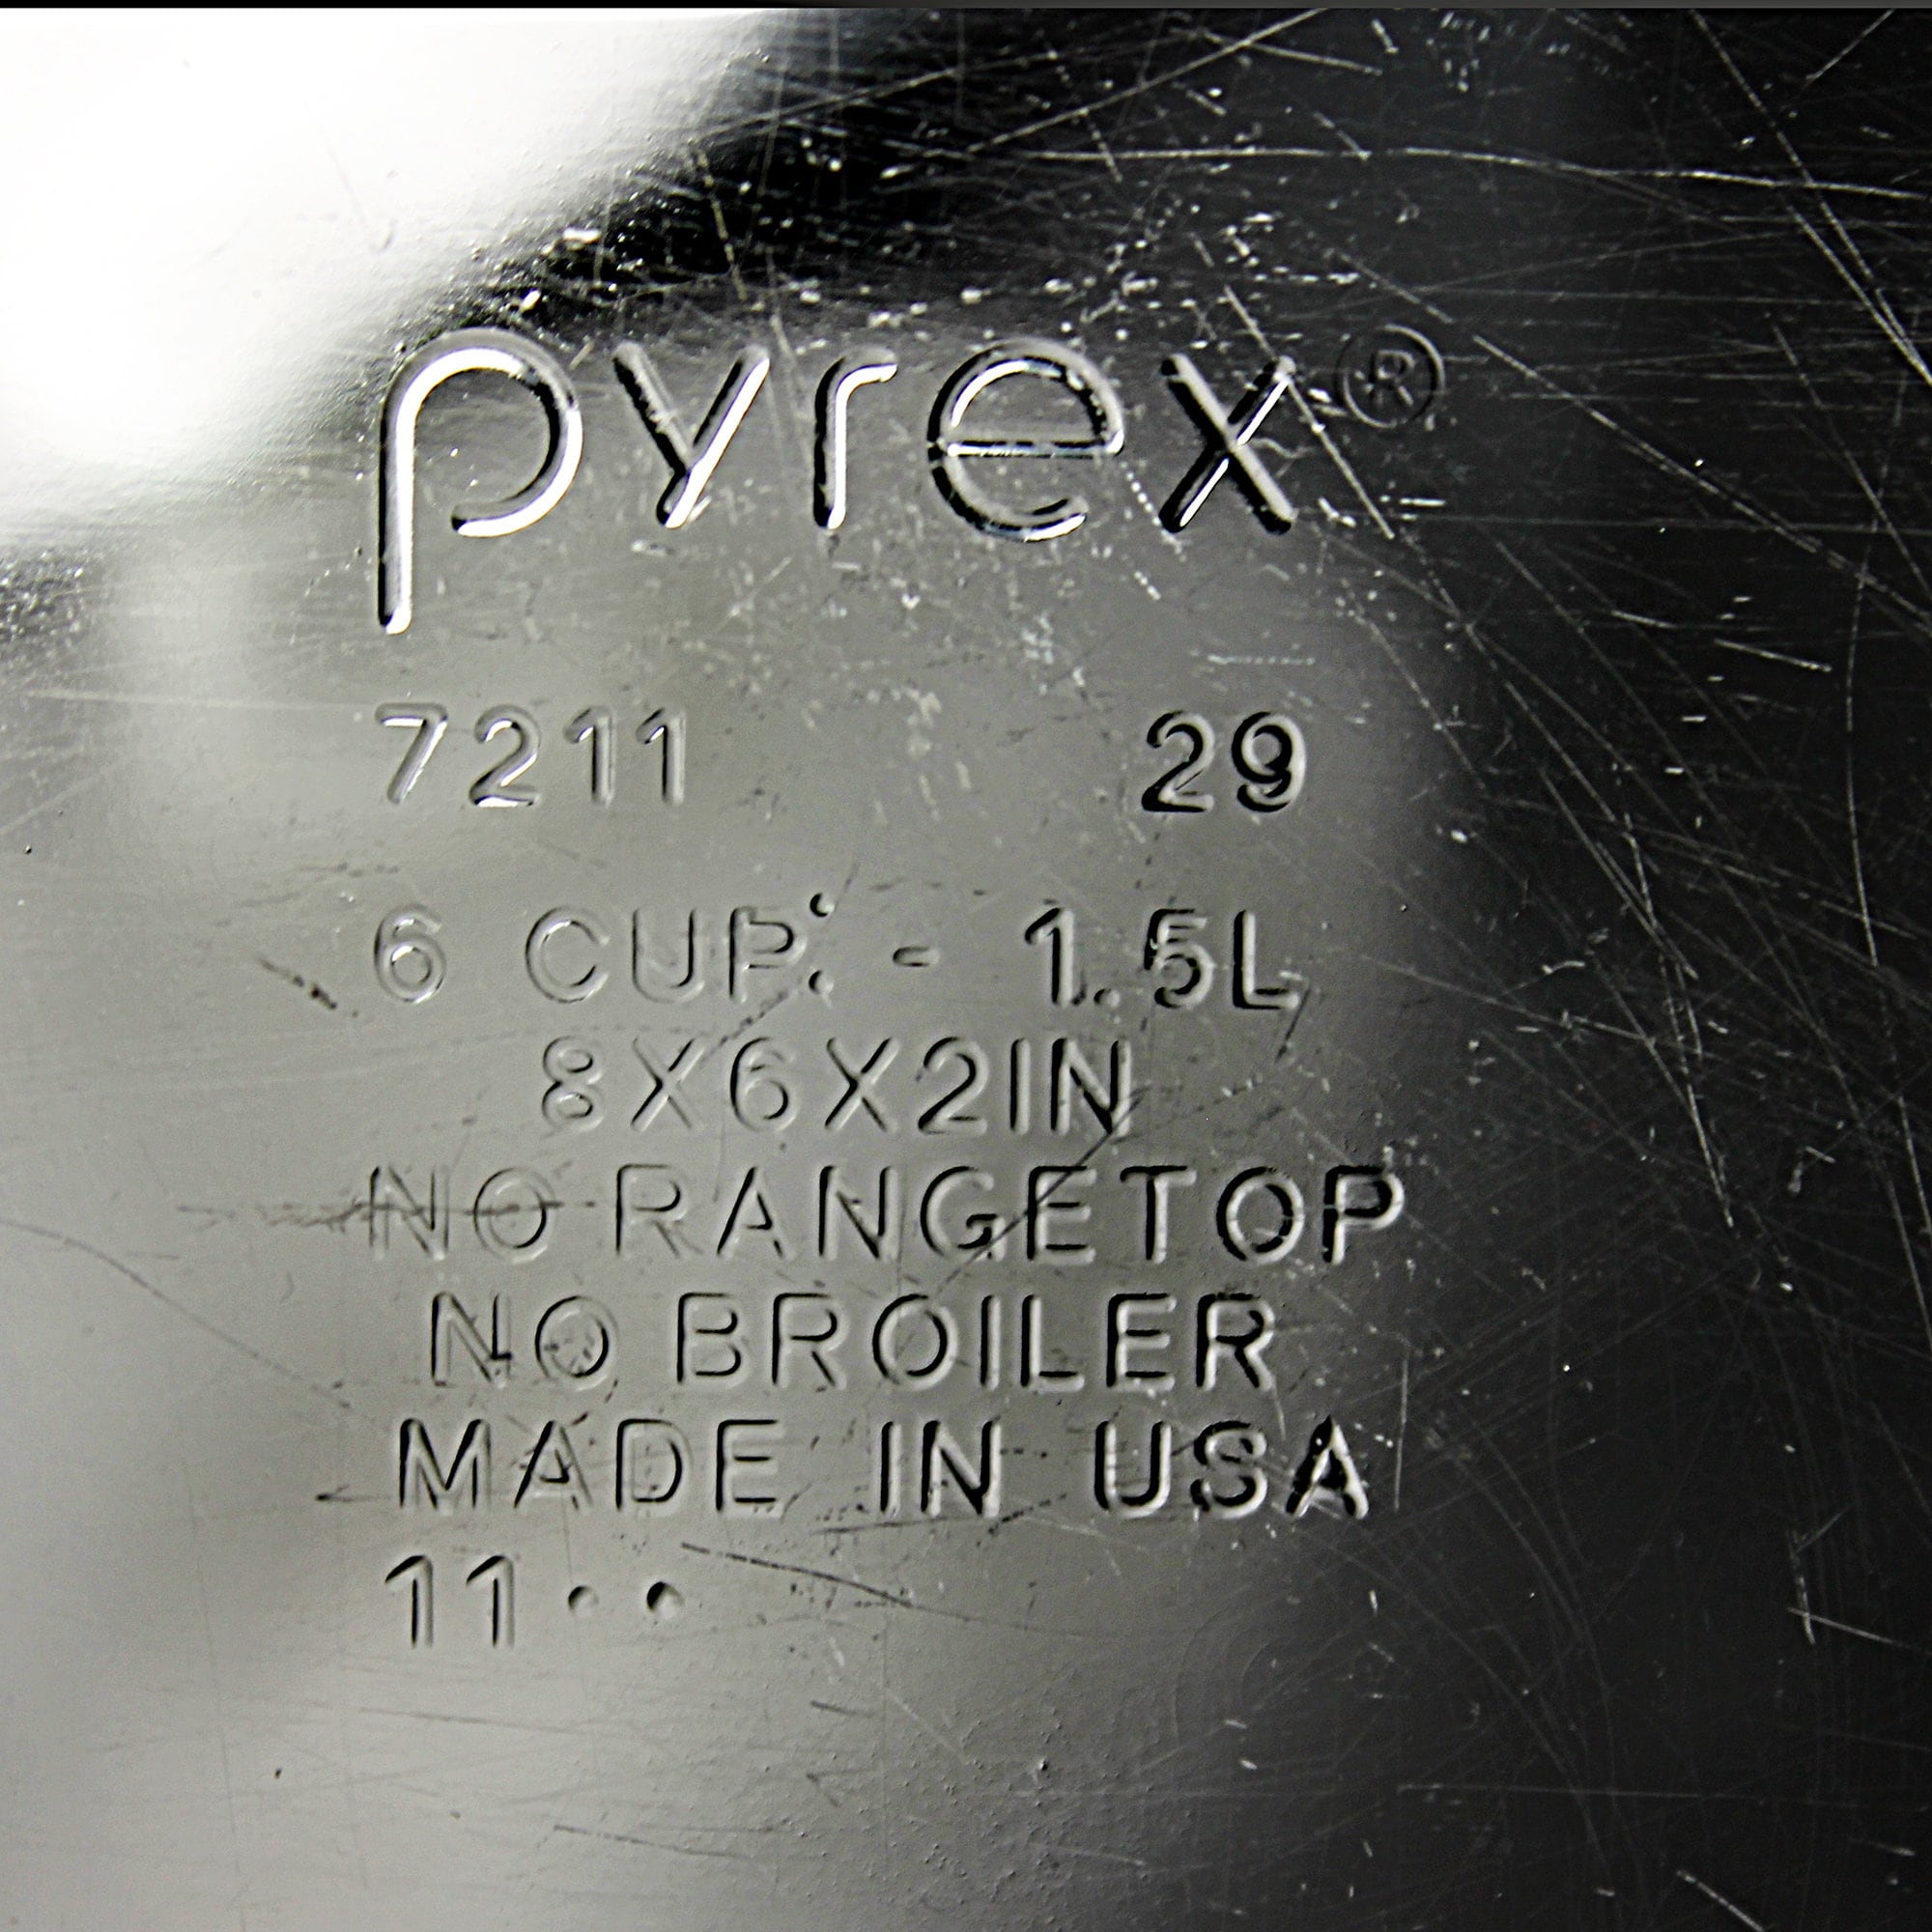 pyrex®
7211 29
6 CUP: - 1.5L
8X6X2IN
NO RANGETOP
NO BROILER
MADE IN USA
11••